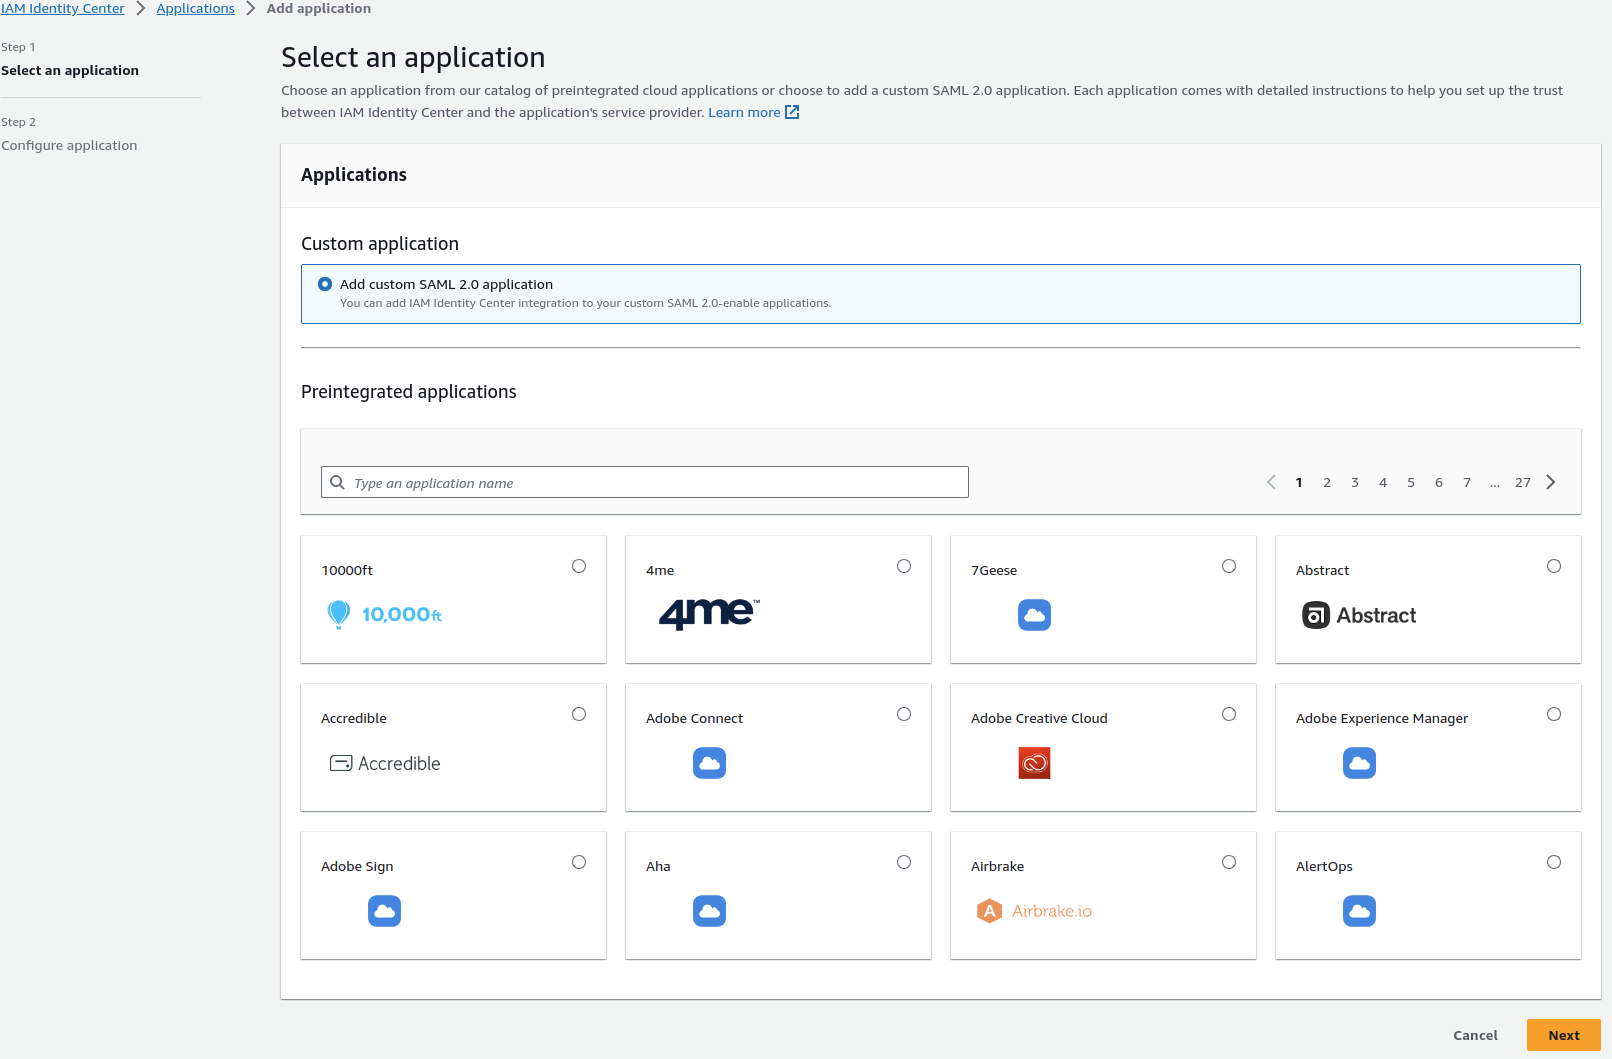 IAM Identity Center > Applications > Add application
Step 1
Select an application
Step 2
Configure application
Select an application
Choose an application from our catalog of preintegrated cloud applications or choose to add a custom SAML 2.0 application. Each application comes with detailed instructions to help you set up the trust
between IAM Identity Center and the application's service provider. Learn more
Applications
Custom application
Add custom SAML 2.0 application
You can add IAM Identity Center integration to your custom SAML 2.0-enable applications.
Preintegrated applications
Type an application name
1 2 3 4 5 6 7 ... 27
10000ft
10,000ft
4me
4me™
7Geese
Abstract
Abstract
Accredible
Accredible
Adobe Connect
Adobe Creative Cloud
Adobe Experience Manager
Adobe Sign
Aha
Airbrake
A Airbrake.io
AlertOps
Cancel
Next